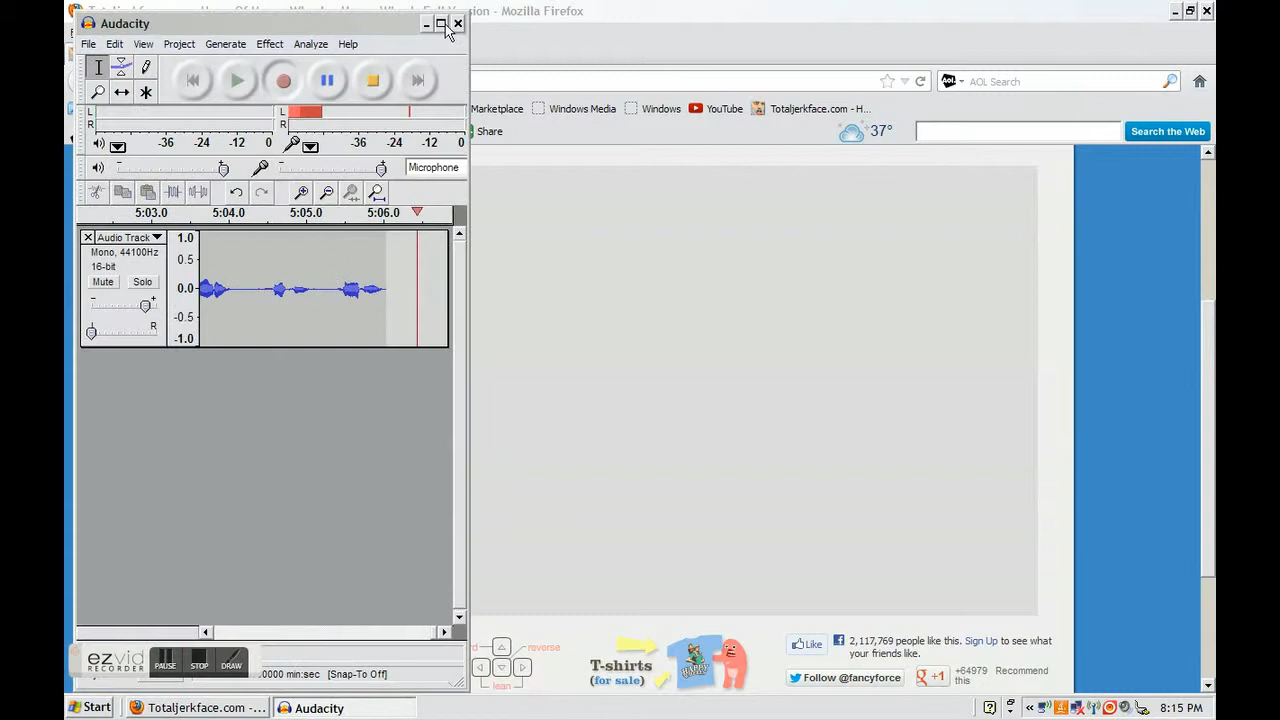 Audacity
- Mozilla Firefox
File Edit View Project Generate Effect Analyze Help
AOL AOL Search
Marketplace Windows Media Windows YouTube Totaljerkface.com - H...
L
R
L
R
-36 -24 -12 0
-36 -24 -12 0
Share
37°
Search the Web
- +
- +
Microphone
5:03.0 5:04.0 5:05.0 5:06.0
Audio Track
Mono, 44100Hz
16-bit
Mute Solo
- +
R
1.0
0.5
0.0
-0.5
-1.0
reverse
lean
T-shirts
(for sale)
Like
2,117,769 people like this. Sign Up to see what
your friends like.
Follow @fancyforce
+1
+64979 Recommend
this
ezvid
RECORDER
PAUSE STOP DRAW
0000 min:sec [Snap-To Off]
Start
Totaljerkface.com -...
Audacity
8:15 PM